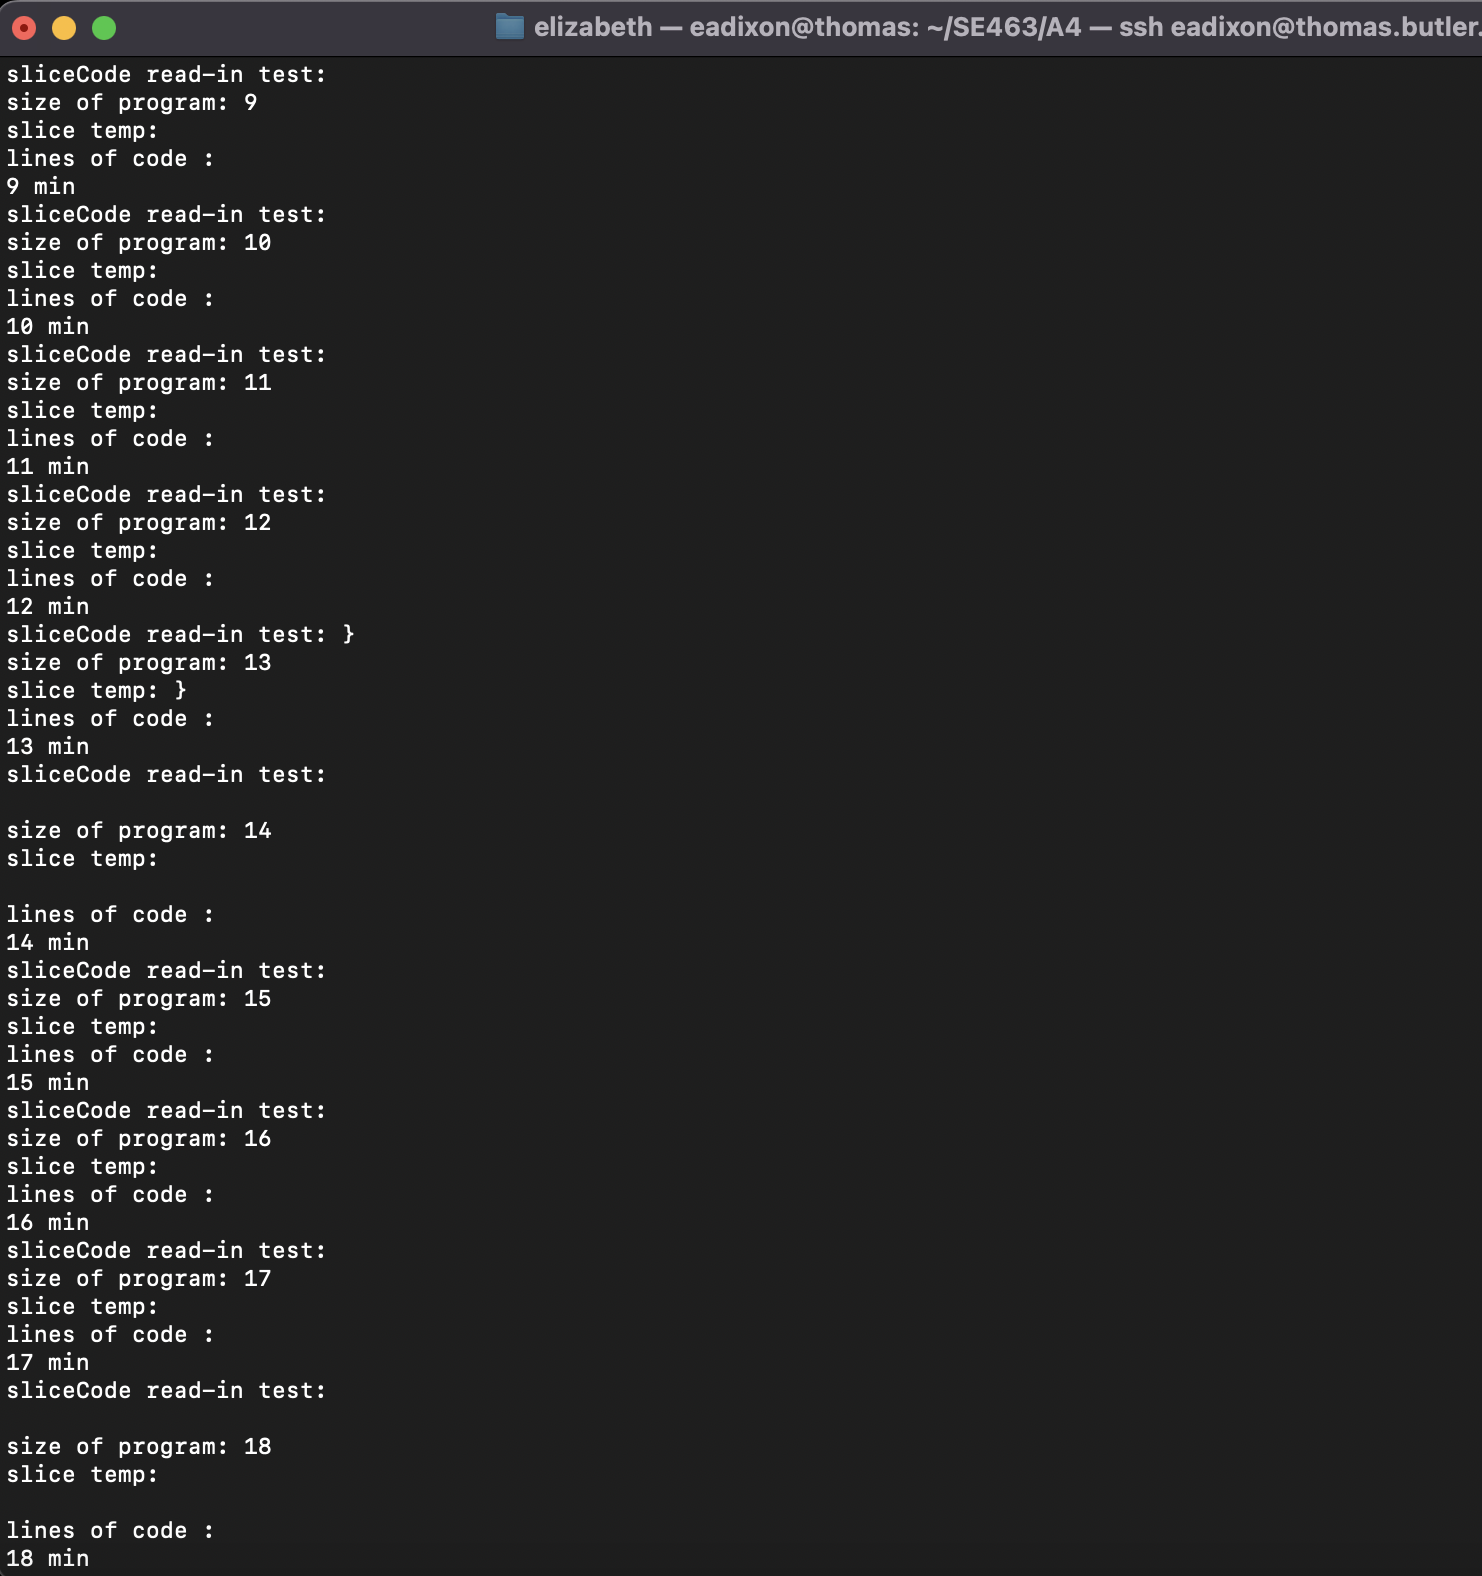 elizabeth — eadixon@thomas: ~/SE463/A4 — ssh eadixon@thomas.butler.
sliceCode read-in test:
size of program: 9
slice temp:
lines of code :
9 min
sliceCode read-in test:
size of program: 10
slice temp:
lines of code :
10 min
sliceCode read-in test:
size of program: 11
slice temp:
lines of code :
11 min
sliceCode read-in test:
size of program: 12
slice temp:
lines of code :
12 min
sliceCode read-in test: }
size of program: 13
slice temp: }
lines of code :
13 min
sliceCode read-in test:
size of program: 14
slice temp:
lines of code :
14 min
sliceCode read-in test:
size of program: 15
slice temp:
lines of code :
15 min
sliceCode read-in test:
size of program: 16
slice temp:
lines of code :
16 min
sliceCode read-in test:
size of program: 17
slice temp:
lines of code :
17 min
sliceCode read-in test:
size of program: 18
slice temp:
lines of code :
18 min